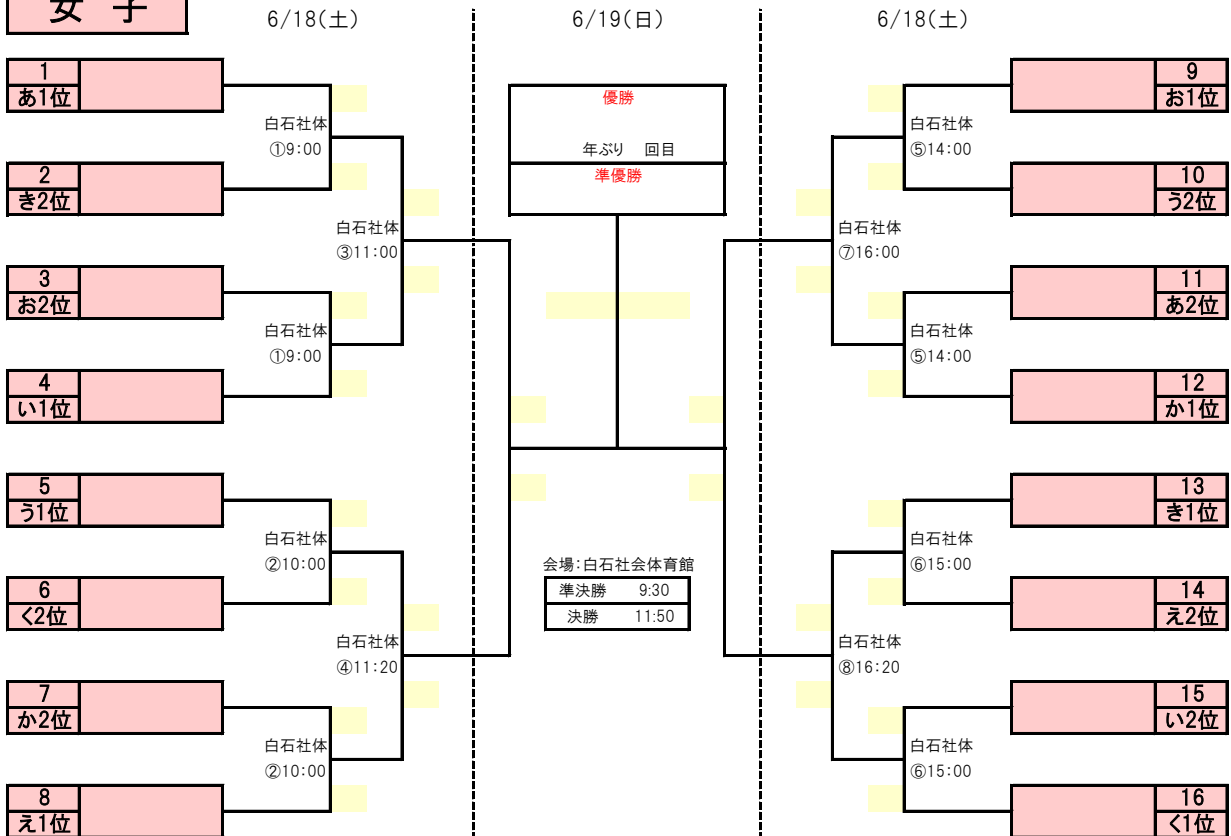 女 子
6/18(土)
6/19(日)
6/18(土)
1
あ1位
2
き2位
3
お2位
4
い1位
5
う1位
6
く2位
7
か2位
8
え1位
白石社体
①9:00
白石社体
①9:00
白石社体
②10:00
白石社体
②10:00
白石社体
③11:00
白石社体
④11:20
優勝
年ぶり 回目
準優勝
会場:白石社会体育館
準決勝 9:30
決勝 11:50
白石社体
⑦16:00
白石社体
⑧16:20
白石社体
⑤14:00
白石社体
⑤14:00
白石社体
⑥15:00
白石社体
⑥15:00
9
お1位
10
う2位
11
あ2位
12
か1位
13
き1位
14
え2位
15
い2位
16
く1位